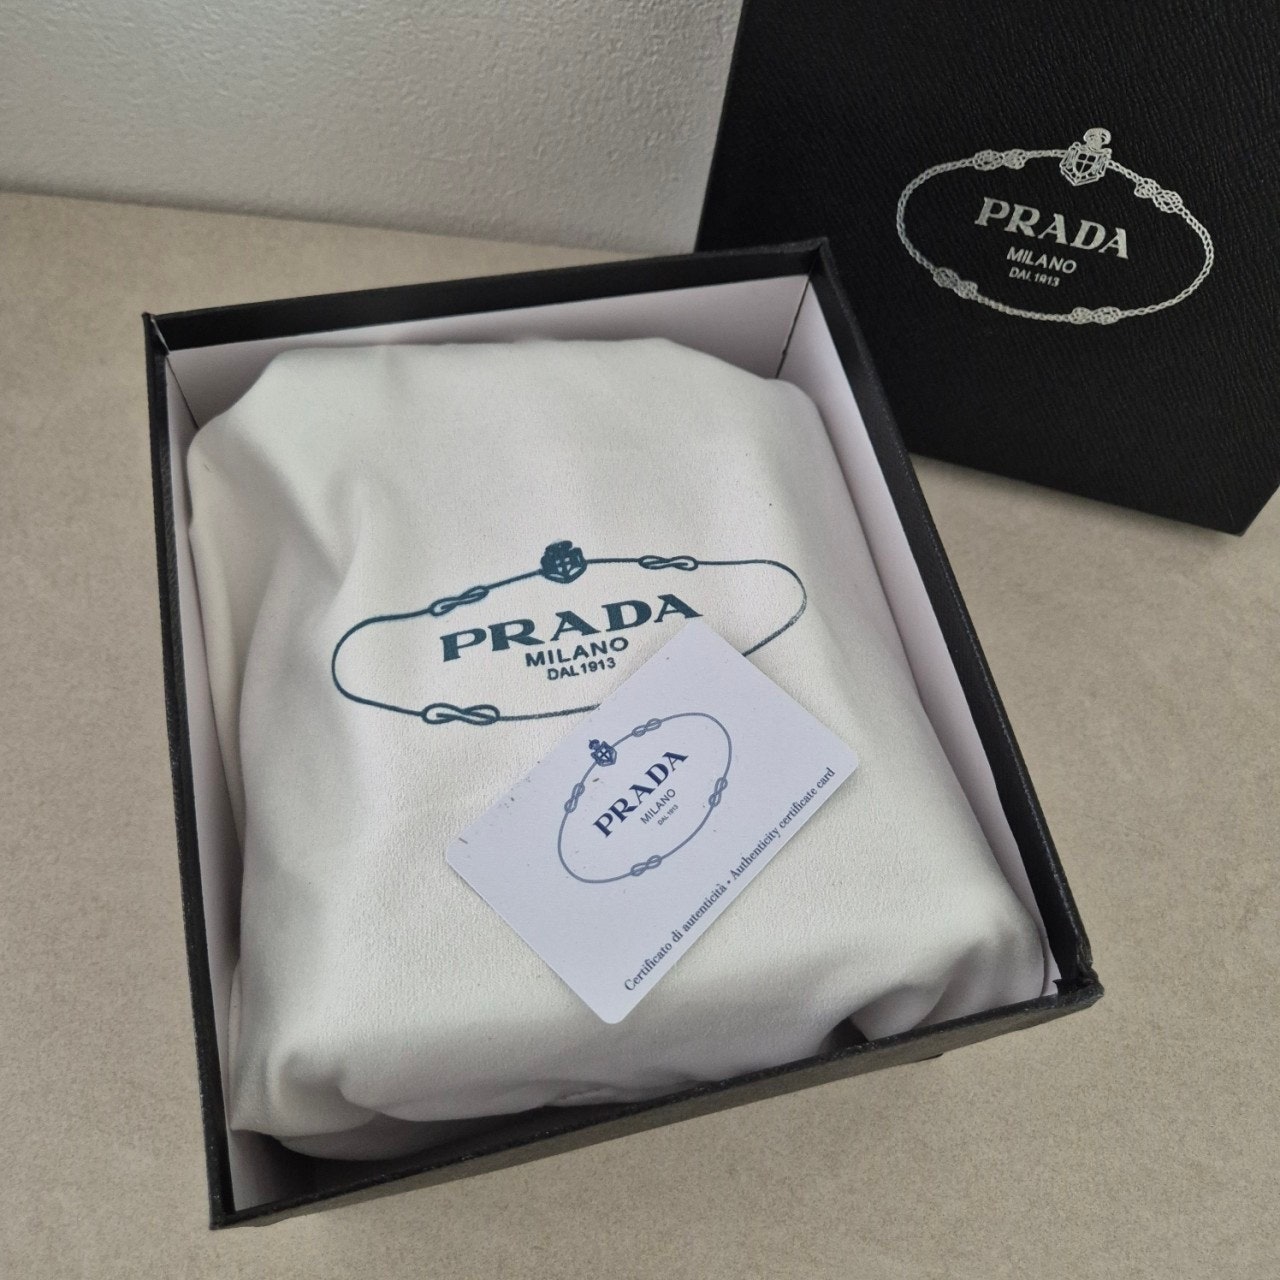 PRADA
MILANO
DAL 1913
PRADA
MILANO
DAL 1913
PRADA
MILANO
DAL 1913
Certificato di autenticità • Authenticity certificate card